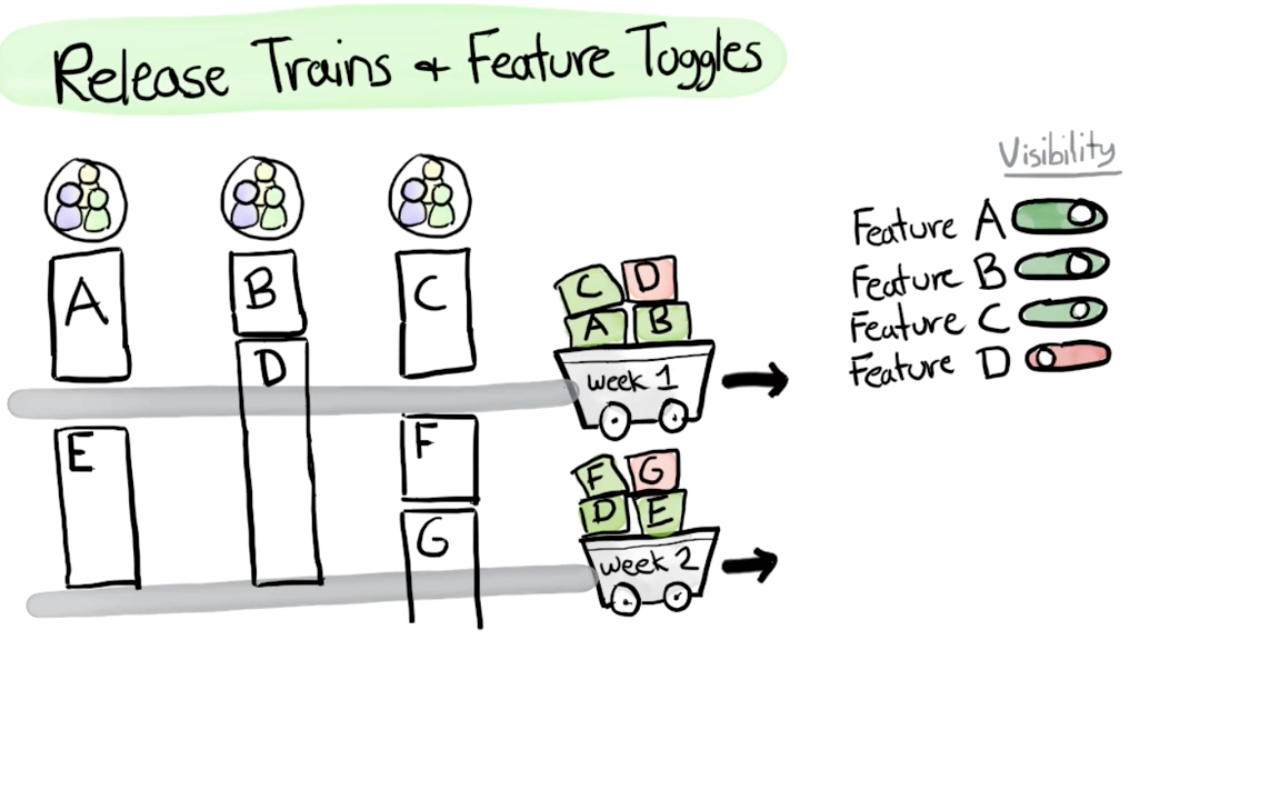 Release Trains + Feature Toggles
Visibility
Feature A
Feature B
Feature C
Feature D
A
B
C
D
E
F
G
C D
A B
Week 1
F G
D E
Week 2